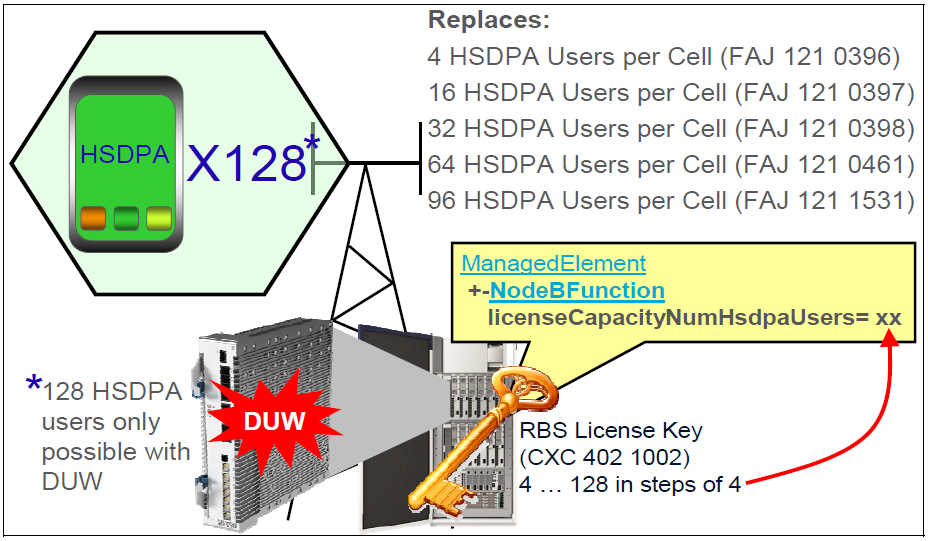 Replaces:
4 HSDPA Users per Cell (FAJ 121 0396)
16 HSDPA Users per Cell (FAJ 121 0397)
32 HSDPA Users per Cell (FAJ 121 0398)
64 HSDPA Users per Cell (FAJ 121 0461)
96 HSDPA Users per Cell (FAJ 121 1531)
HSDPA
X128*
ManagedElement
+-NodeBFunction
licenseCapacityNumHsdpaUsers= xx
*128 HSDPA
users only
possible with
DUW
DUW
RBS License Key
(CXC 402 1002)
4 … 128 in steps of 4